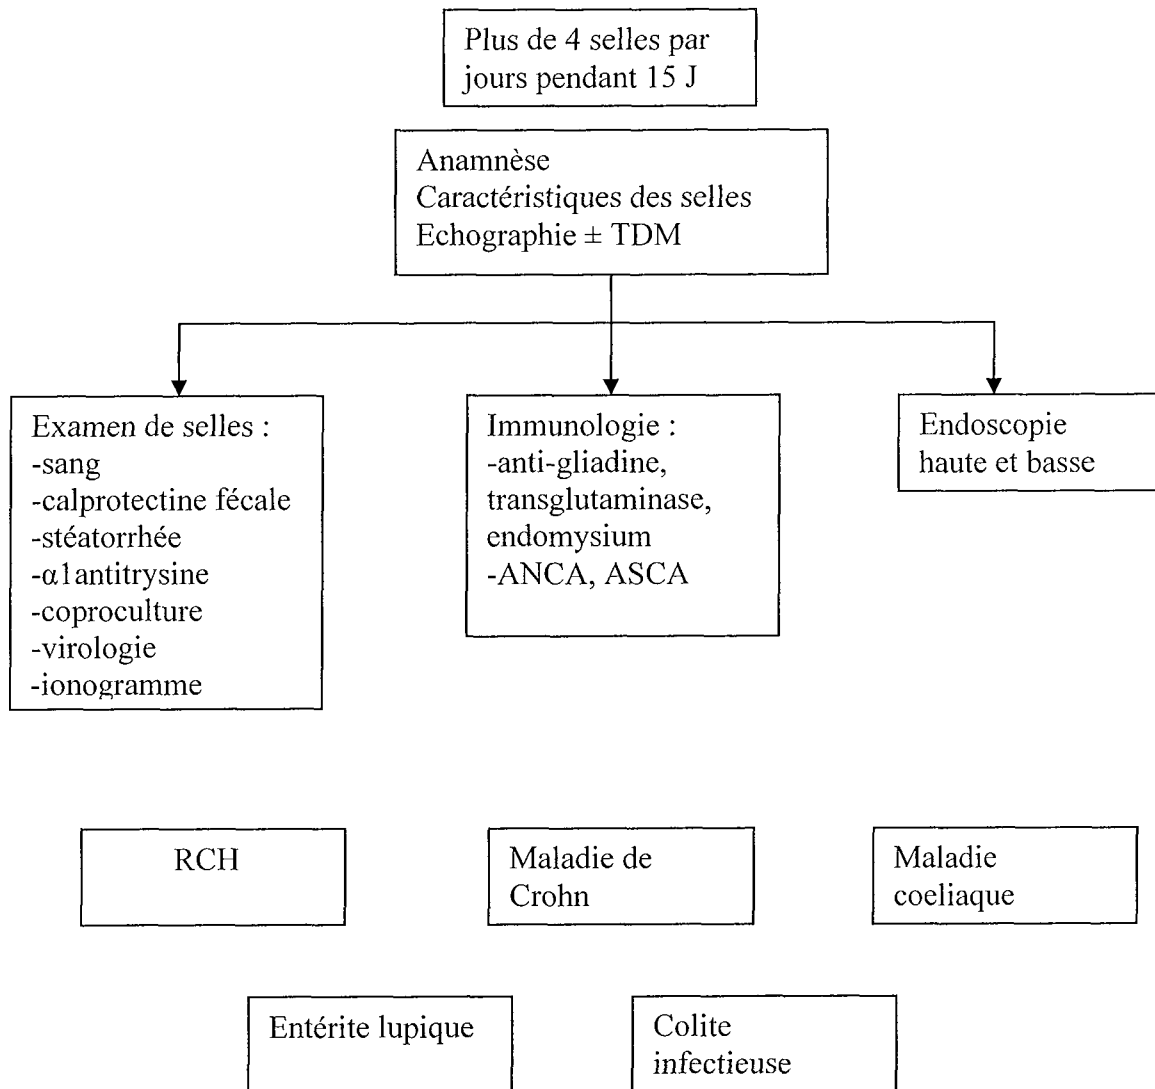 Plus de 4 selles par
jours pendant 15 J
Anamnèse
Caractéristiques des selles
Echographie ± TDM
Examen de selles :
-sang
-calprotectine fécale
-stéatorrhée
-α1antitrysine
-coproculture
-virologie
-ionogramme
Immunologie :
-anti-gliadine,
transglutaminase,
endomysium
-ANCA, ASCA
Endoscopie
haute et basse
RCH
Maladie de
Crohn
Maladie
coeliaque
Entérite lupique
Colite
infectieuse